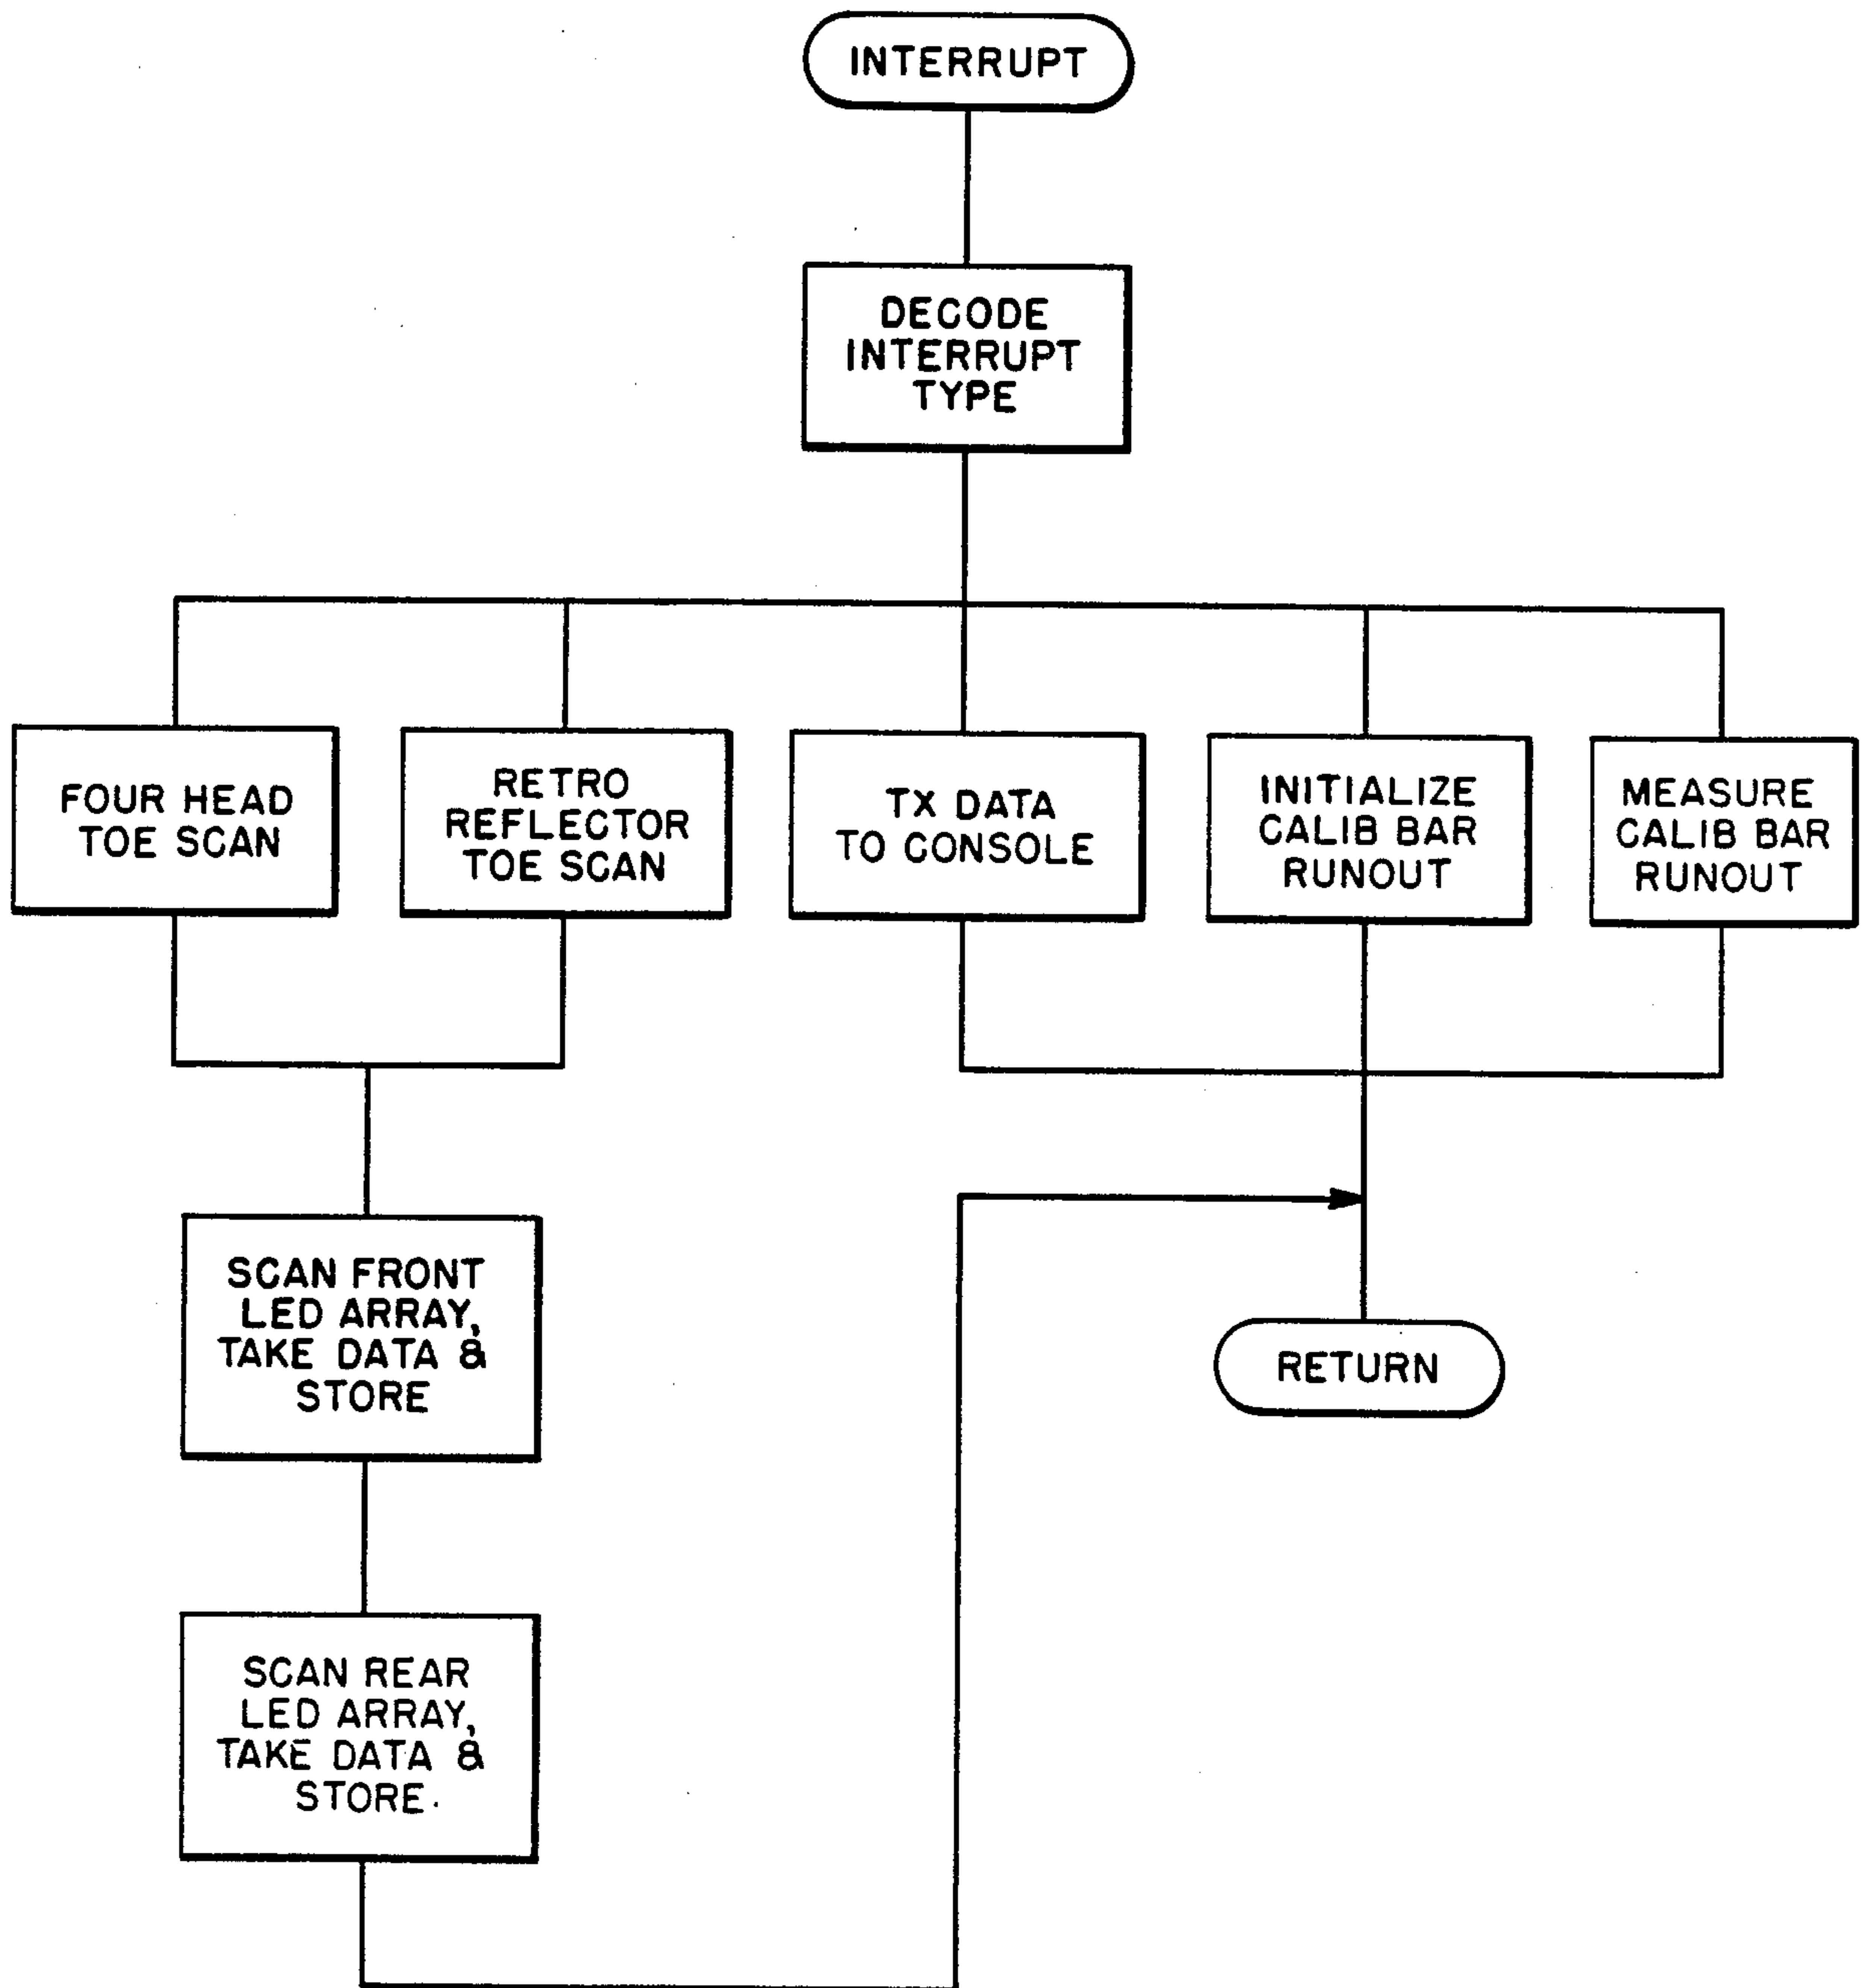 INTERRUPT
DECODE
INTERRUPT
TYPE
FOUR HEAD
TOE SCAN
RETRO
REFLECTOR
TOE SCAN
TX DATA
TO CONSOLE
INITIALIZE
CALIB BAR
RUNOUT
MEASURE
CALIB BAR
RUNOUT
SCAN FRONT
LED ARRAY,
TAKE DATA &
STORE
RETURN
SCAN REAR
LED ARRAY,
TAKE DATA &
STORE.